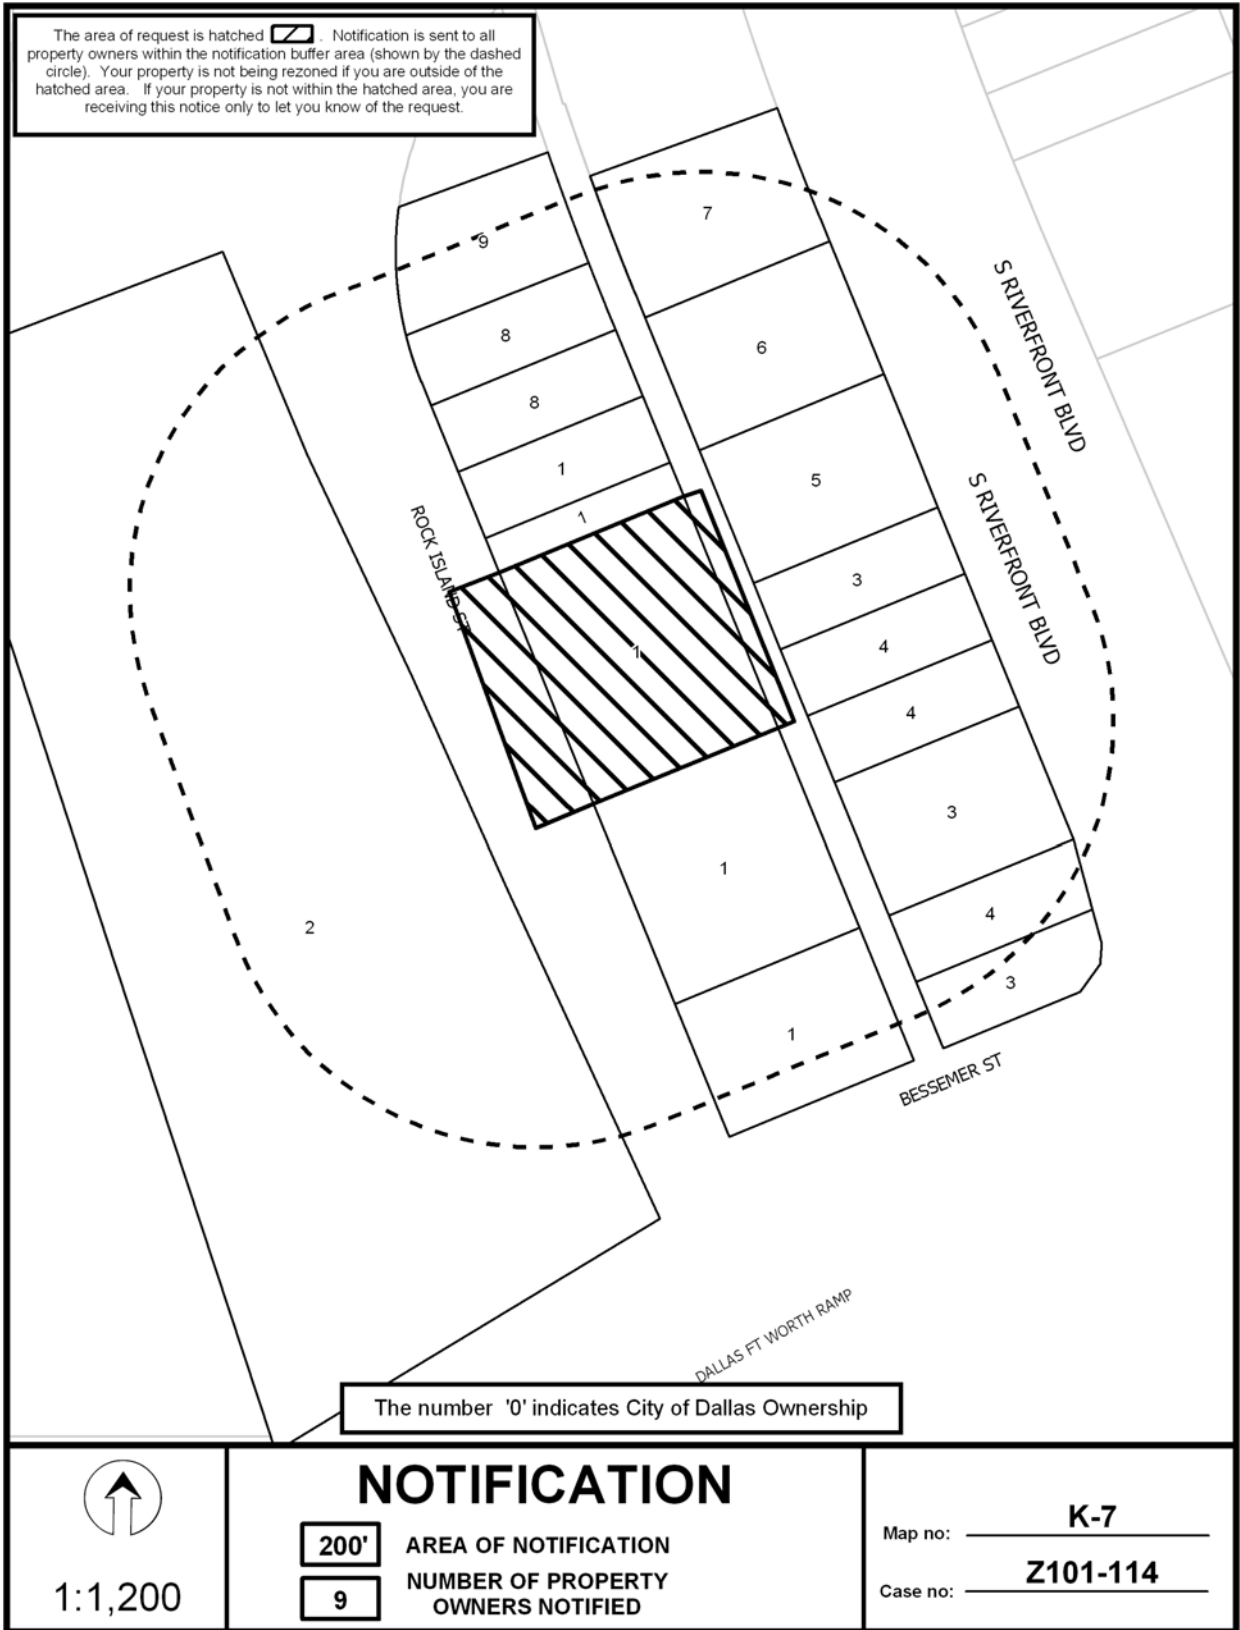 The area of request is hatched . Notification is sent to all
property owners within the notification buffer area (shown by the dashed
circle). Your property is not being rezoned if you are outside of the
hatched area. If your property is not within the hatched area, you are
receiving this notice only to let you know of the request.
7
9
S RIVERFRONT BLVD
8
6
8
1
5
S RIVERFRONT BLVD
1
ROCK ISLAND ST
3
4
1
4
3
1
4
2
3
1
BESSEMER ST
DALLAS FT WORTH RAMP
The number '0' indicates City of Dallas Ownership
1:1,200
NOTIFICATION
200' AREA OF NOTIFICATION
9 NUMBER OF PROPERTY
OWNERS NOTIFIED
Map no: K-7
Case no: Z101-114